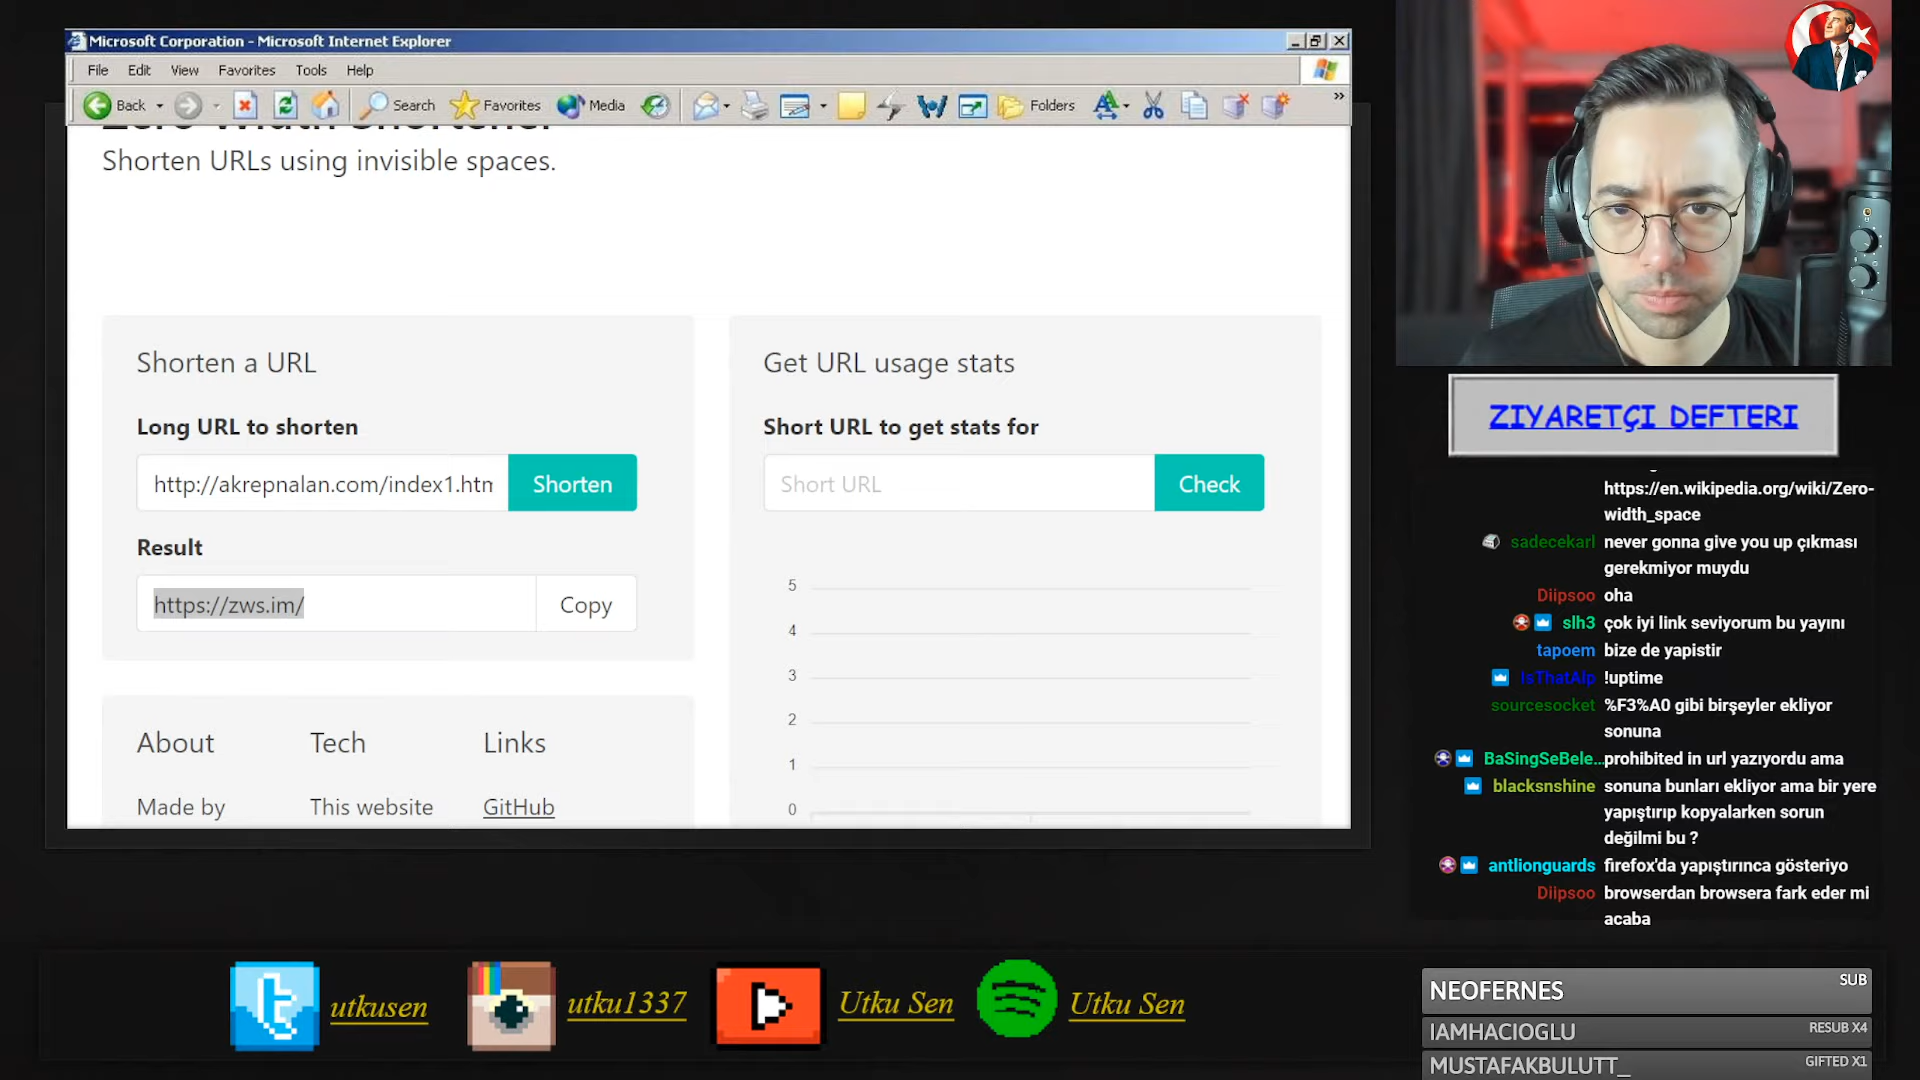 Microsoft Corporation - Microsoft Internet Explorer
File Edit View Favorites Tools Help
Back Search Favorites Media Folders »
Zero Width Shortener
Shorten URLs using invisible spaces.
Shorten a URL
Long URL to shorten
http://akrepnalan.com/index1.htm
Shorten
Result
https://zws.im/
Copy
Get URL usage stats
Short URL to get stats for
Short URL
Check
5
4
3
2
1
0
About
Tech
Links
Made by
This website
GitHub
ZIYARETÇI DEFTERI
https://en.wikipedia.org/wiki/Zero-
width_space
sadecekarl never gonna give you up çıkması
gerekmiyor muydu
Diipsoo oha
slh3 çok iyi link seviyorum bu yayını
tapoem bize de yapistir
IsThatAlp !uptime
sourcesocket %F3%A0 gibi birşeyler ekliyor
sonuna
BaSingSeBele... prohibited in url yazıyordu ama
blacksnshine sonuna bunları ekliyor ama bir yere
yapıştırıp kopyalarken sorun
değilmi bu ?
antlionguards firefox'da yapıştırınca gösteriyo
Diipsoo browserdan browsera fark eder mi
acaba
utkusen
utku1337
Utku Sen
Utku Sen
NEOFERNES SUB
IAMHACIOGLU RESUB X4
MUSTAFAKBULUTT_ GIFTED X1